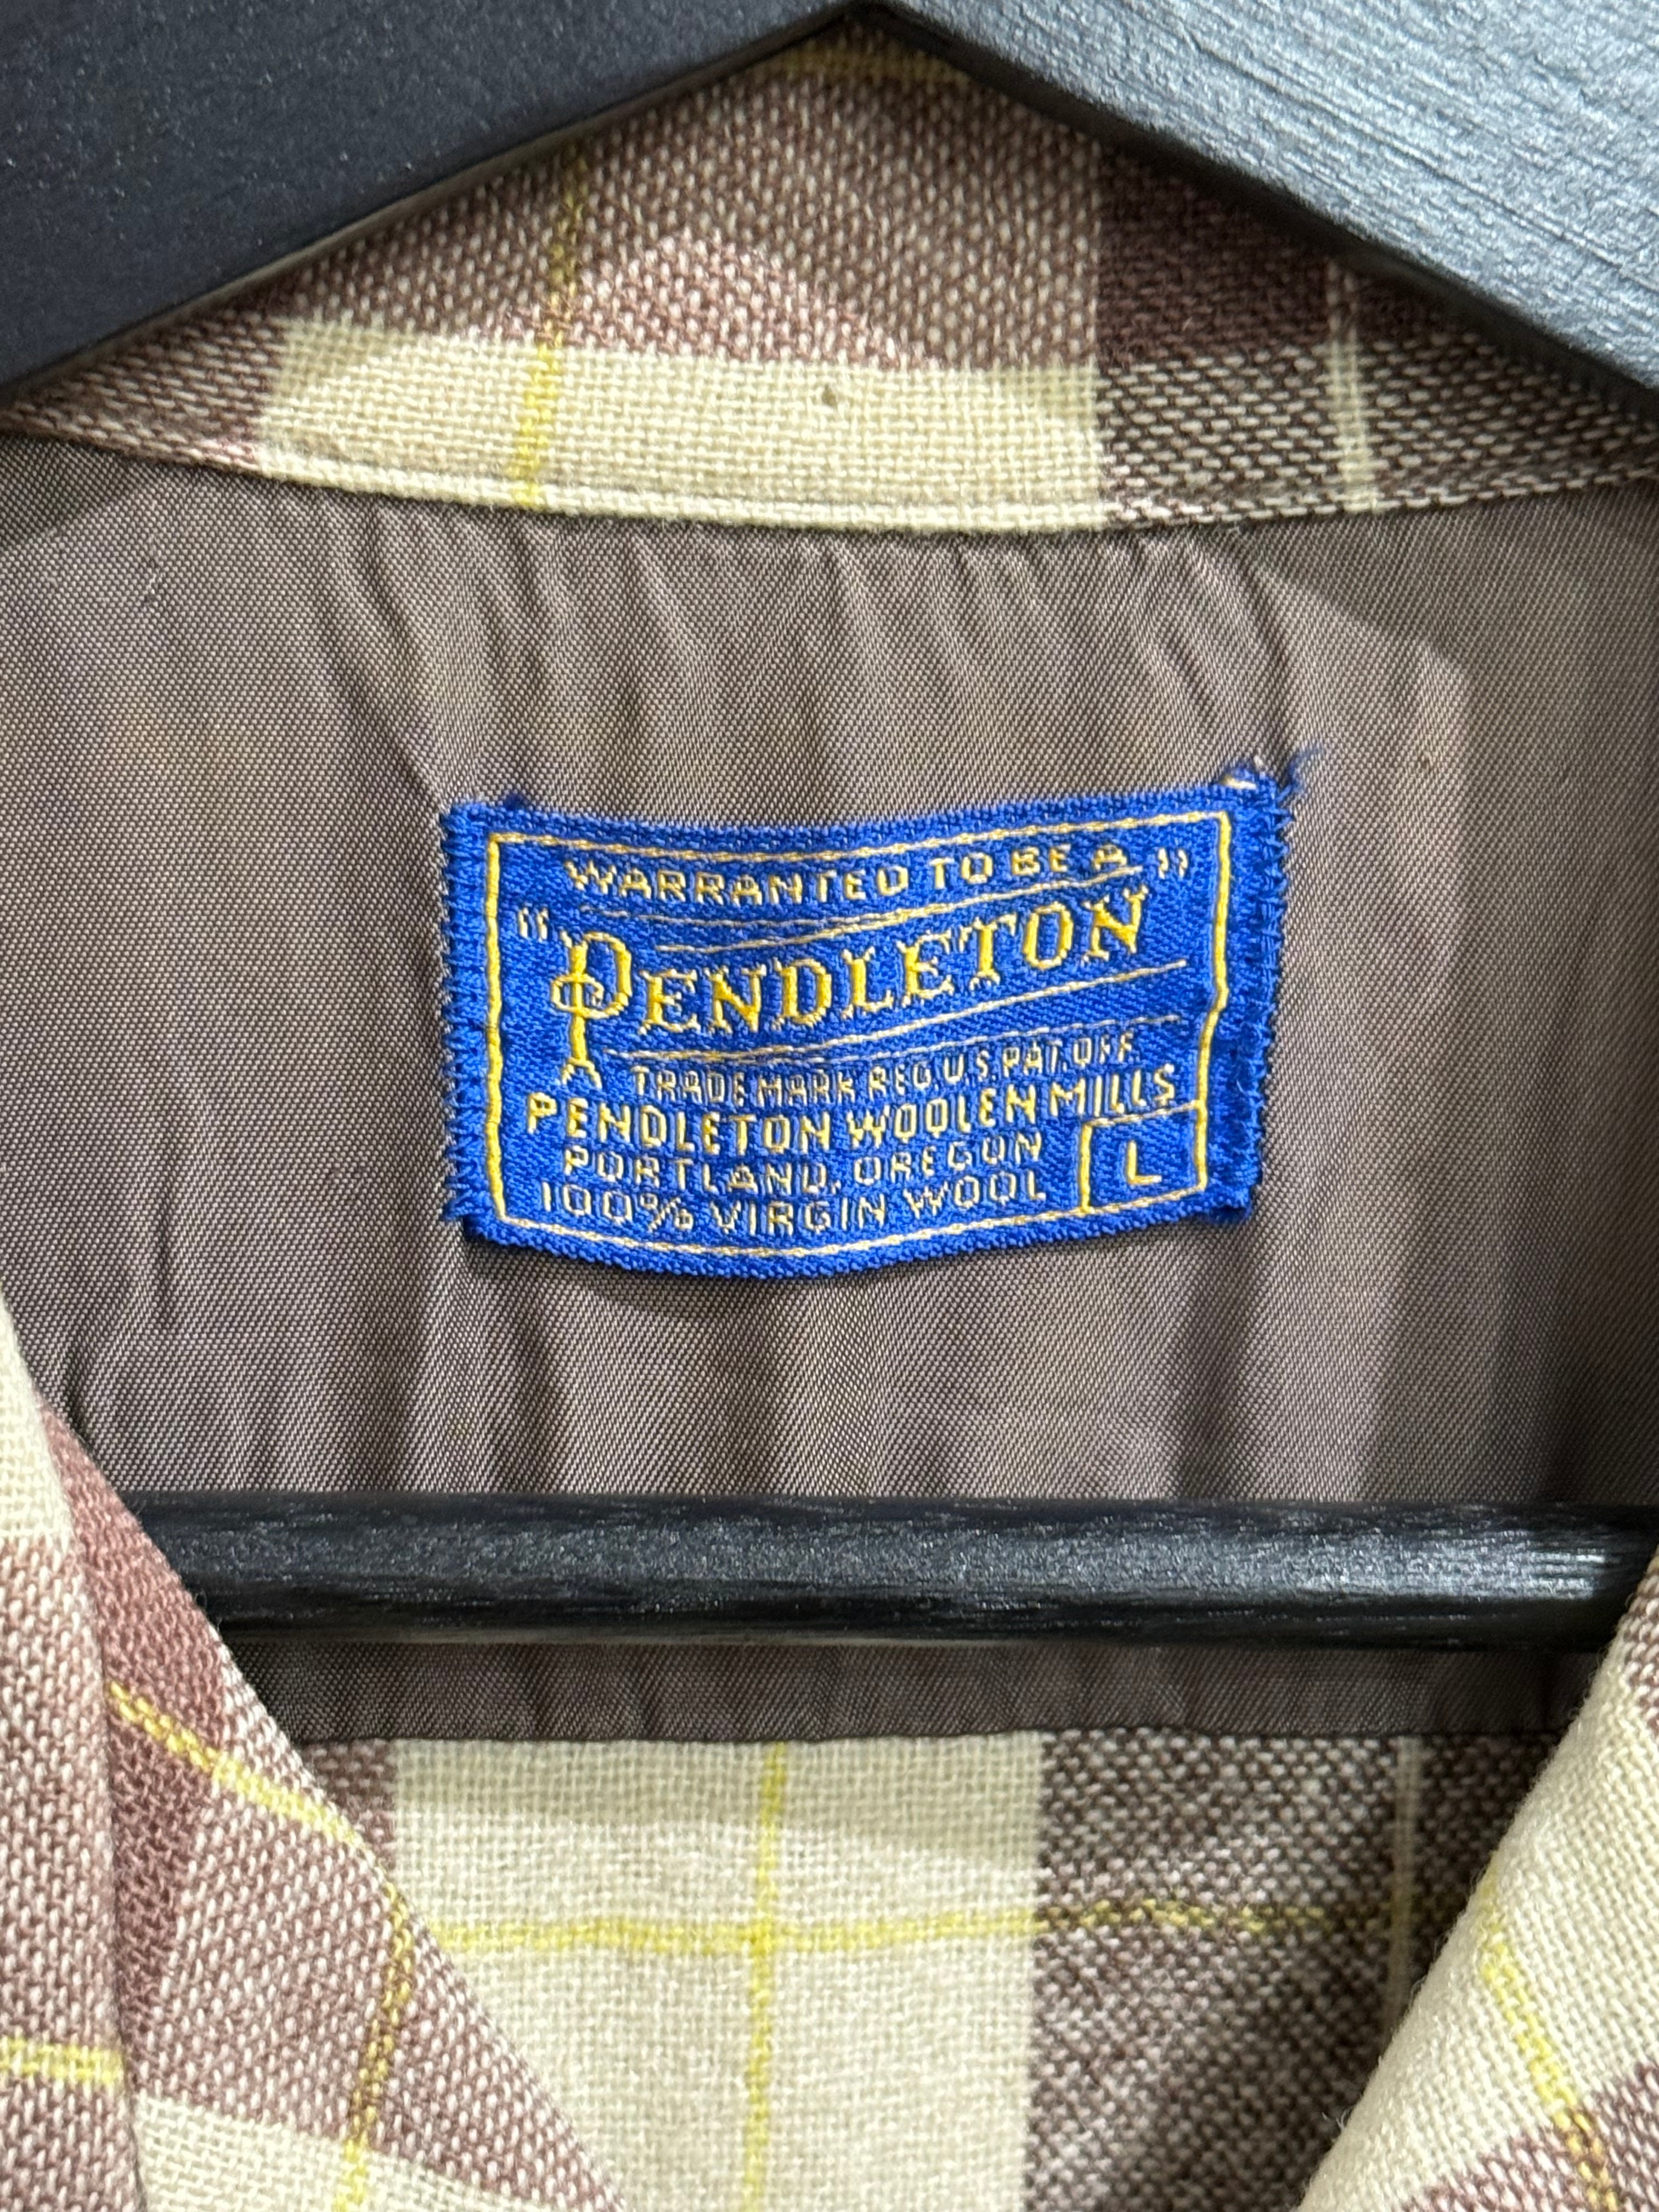 WARRANTED TO BE A
"PENDLETON"
TRADE MARK REG. U.S. PAT. OFF.
PENDLETON WOOLEN MILLS
PORTLAND, OREGON
100% VIRGIN WOOL
L